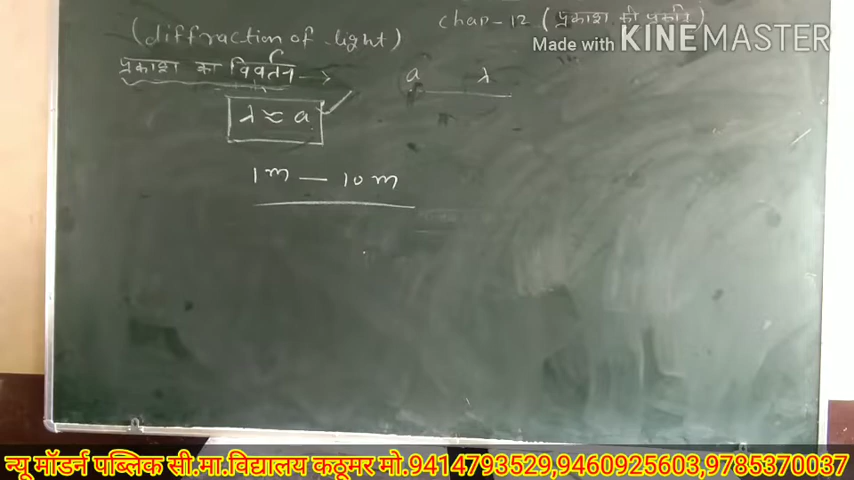 chap-12 (प्रकाश की प्रकृति)
(diffraction of light)
Made with KINEMASTER
प्रकाश का विवर्तन →
a λ
λ ≈ a
1m — 10m
न्यू मॉडर्न पब्लिक सी.मा.विद्यालय कठूमर मो.9414793529,9460925603,9785370037